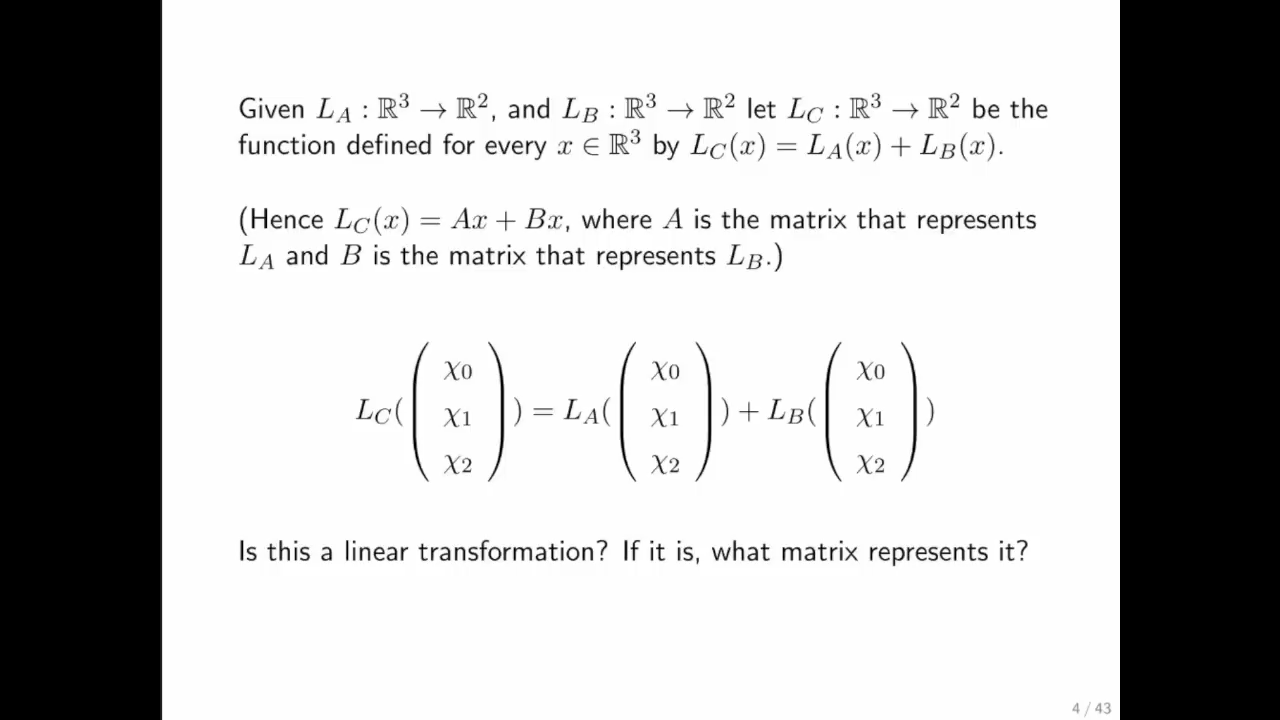 Given L_A : ℝ³ → ℝ², and L_B : ℝ³ → ℝ² let L_C : ℝ³ → ℝ² be the
function defined for every x ∈ ℝ³ by L_C(x) = L_A(x) + L_B(x).
(Hence L_C(x) = Ax + Bx, where A is the matrix that represents
L_A and B is the matrix that represents L_B.)
L_C( ( χ0 χ1 χ2 ) ) = L_A( ( χ0 χ1 χ2 ) ) + L_B( ( χ0 χ1 χ2 ) )
Is this a linear transformation? If it is, what matrix represents it?
4 / 43